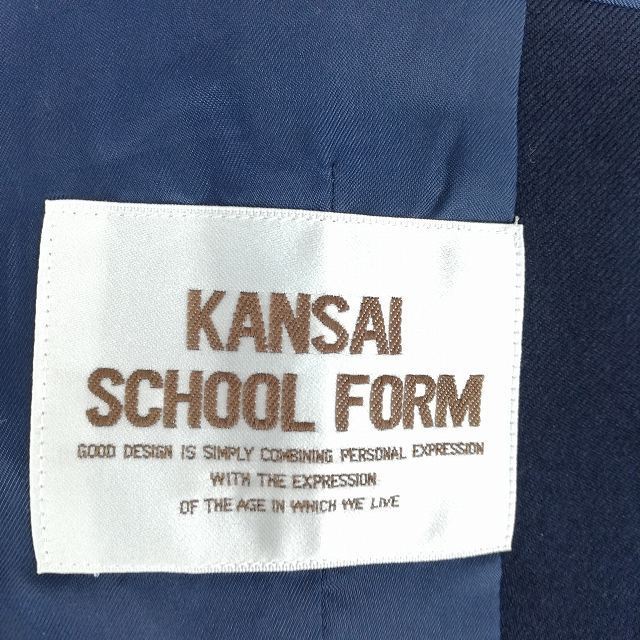 KANSAI
SCHOOL FORM
GOOD DESIGN IS SIMPLY COMBINING PERSONAL EXPRESSION
WITH THE EXPRESSION
OF THE AGE IN WHICH WE LIVE